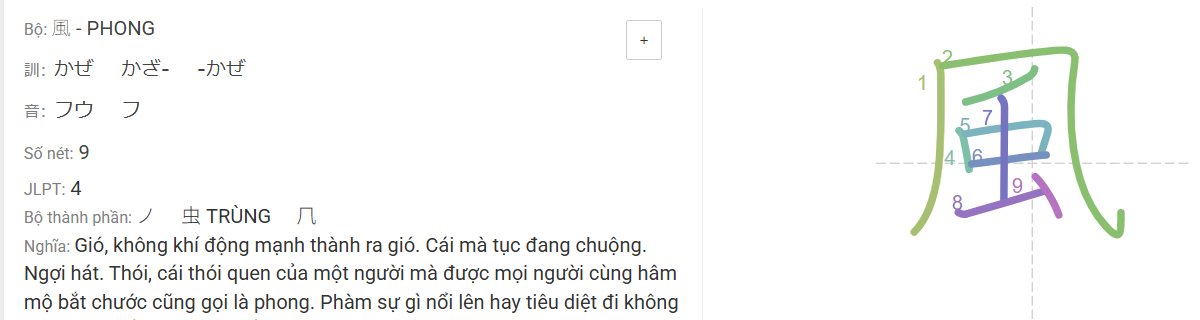 Bộ: 風 - PHONG
+
訓: かぜ かざ- -かぜ
音: フウ フ
Số nét: 9
JLPT: 4
Bộ thành phần: ノ 虫 TRÙNG 几
Nghĩa: Gió, không khí động mạnh thành ra gió. Cái mà tục đang chuộng.
Ngợi hát. Thói, cái thói quen của một người mà được mọi người cùng hâm
mộ bắt chước cũng gọi là phong. Phàm sự gì nổi lên hay tiêu diệt đi không
風
1
2
3
4
5
6
7
8
9